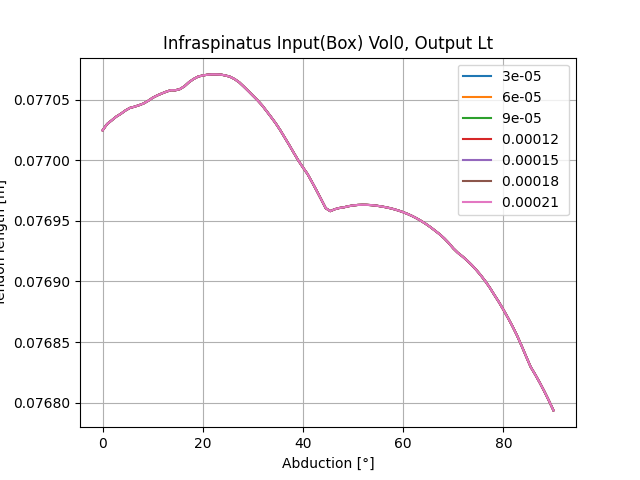 Infraspinatus Input(Box) Vol0, Output Lt
3e-05
6e-05
9e-05
0.00012
0.00015
0.00018
0.00021
0.07705
0.07700
0.07695
0.07690
0.07685
0.07680
length [m]
0 20 40 60 80
Abduction [°]